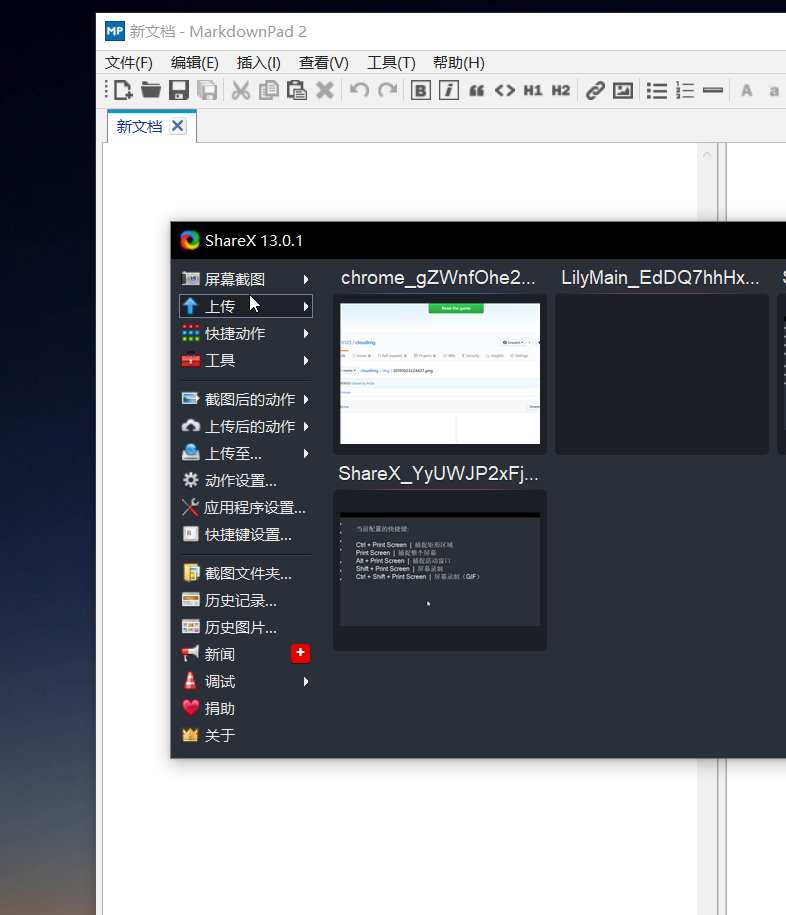 MP 新文档 - MarkdownPad 2
文件(F) 编辑(E) 插入(I) 查看(V) 工具(T) 帮助(H)
B i H1 H2 A a
新文档
ShareX 13.0.1
屏幕截图
上传
快捷动作
工具
截图后的动作
上传后的动作
上传至...
动作设置...
应用程序设置...
快捷键设置...
截图文件夹...
历史记录...
历史图片...
新闻
调试
捐助
关于
chrome_gZWnfOhe2...
LilyMain_EdDQ7hhHx...
Read the guide
ShareX_YyUWJP2xFj...
当前配置的快捷键:
Ctrl + Print Screen | 捕捉矩形区域
Print Screen | 捕捉整个屏幕
Alt + Print Screen | 捕捉活动窗口
Shift + Print Screen | 屏幕录制
Ctrl + Shift + Print Screen | 屏幕录制（GIF）